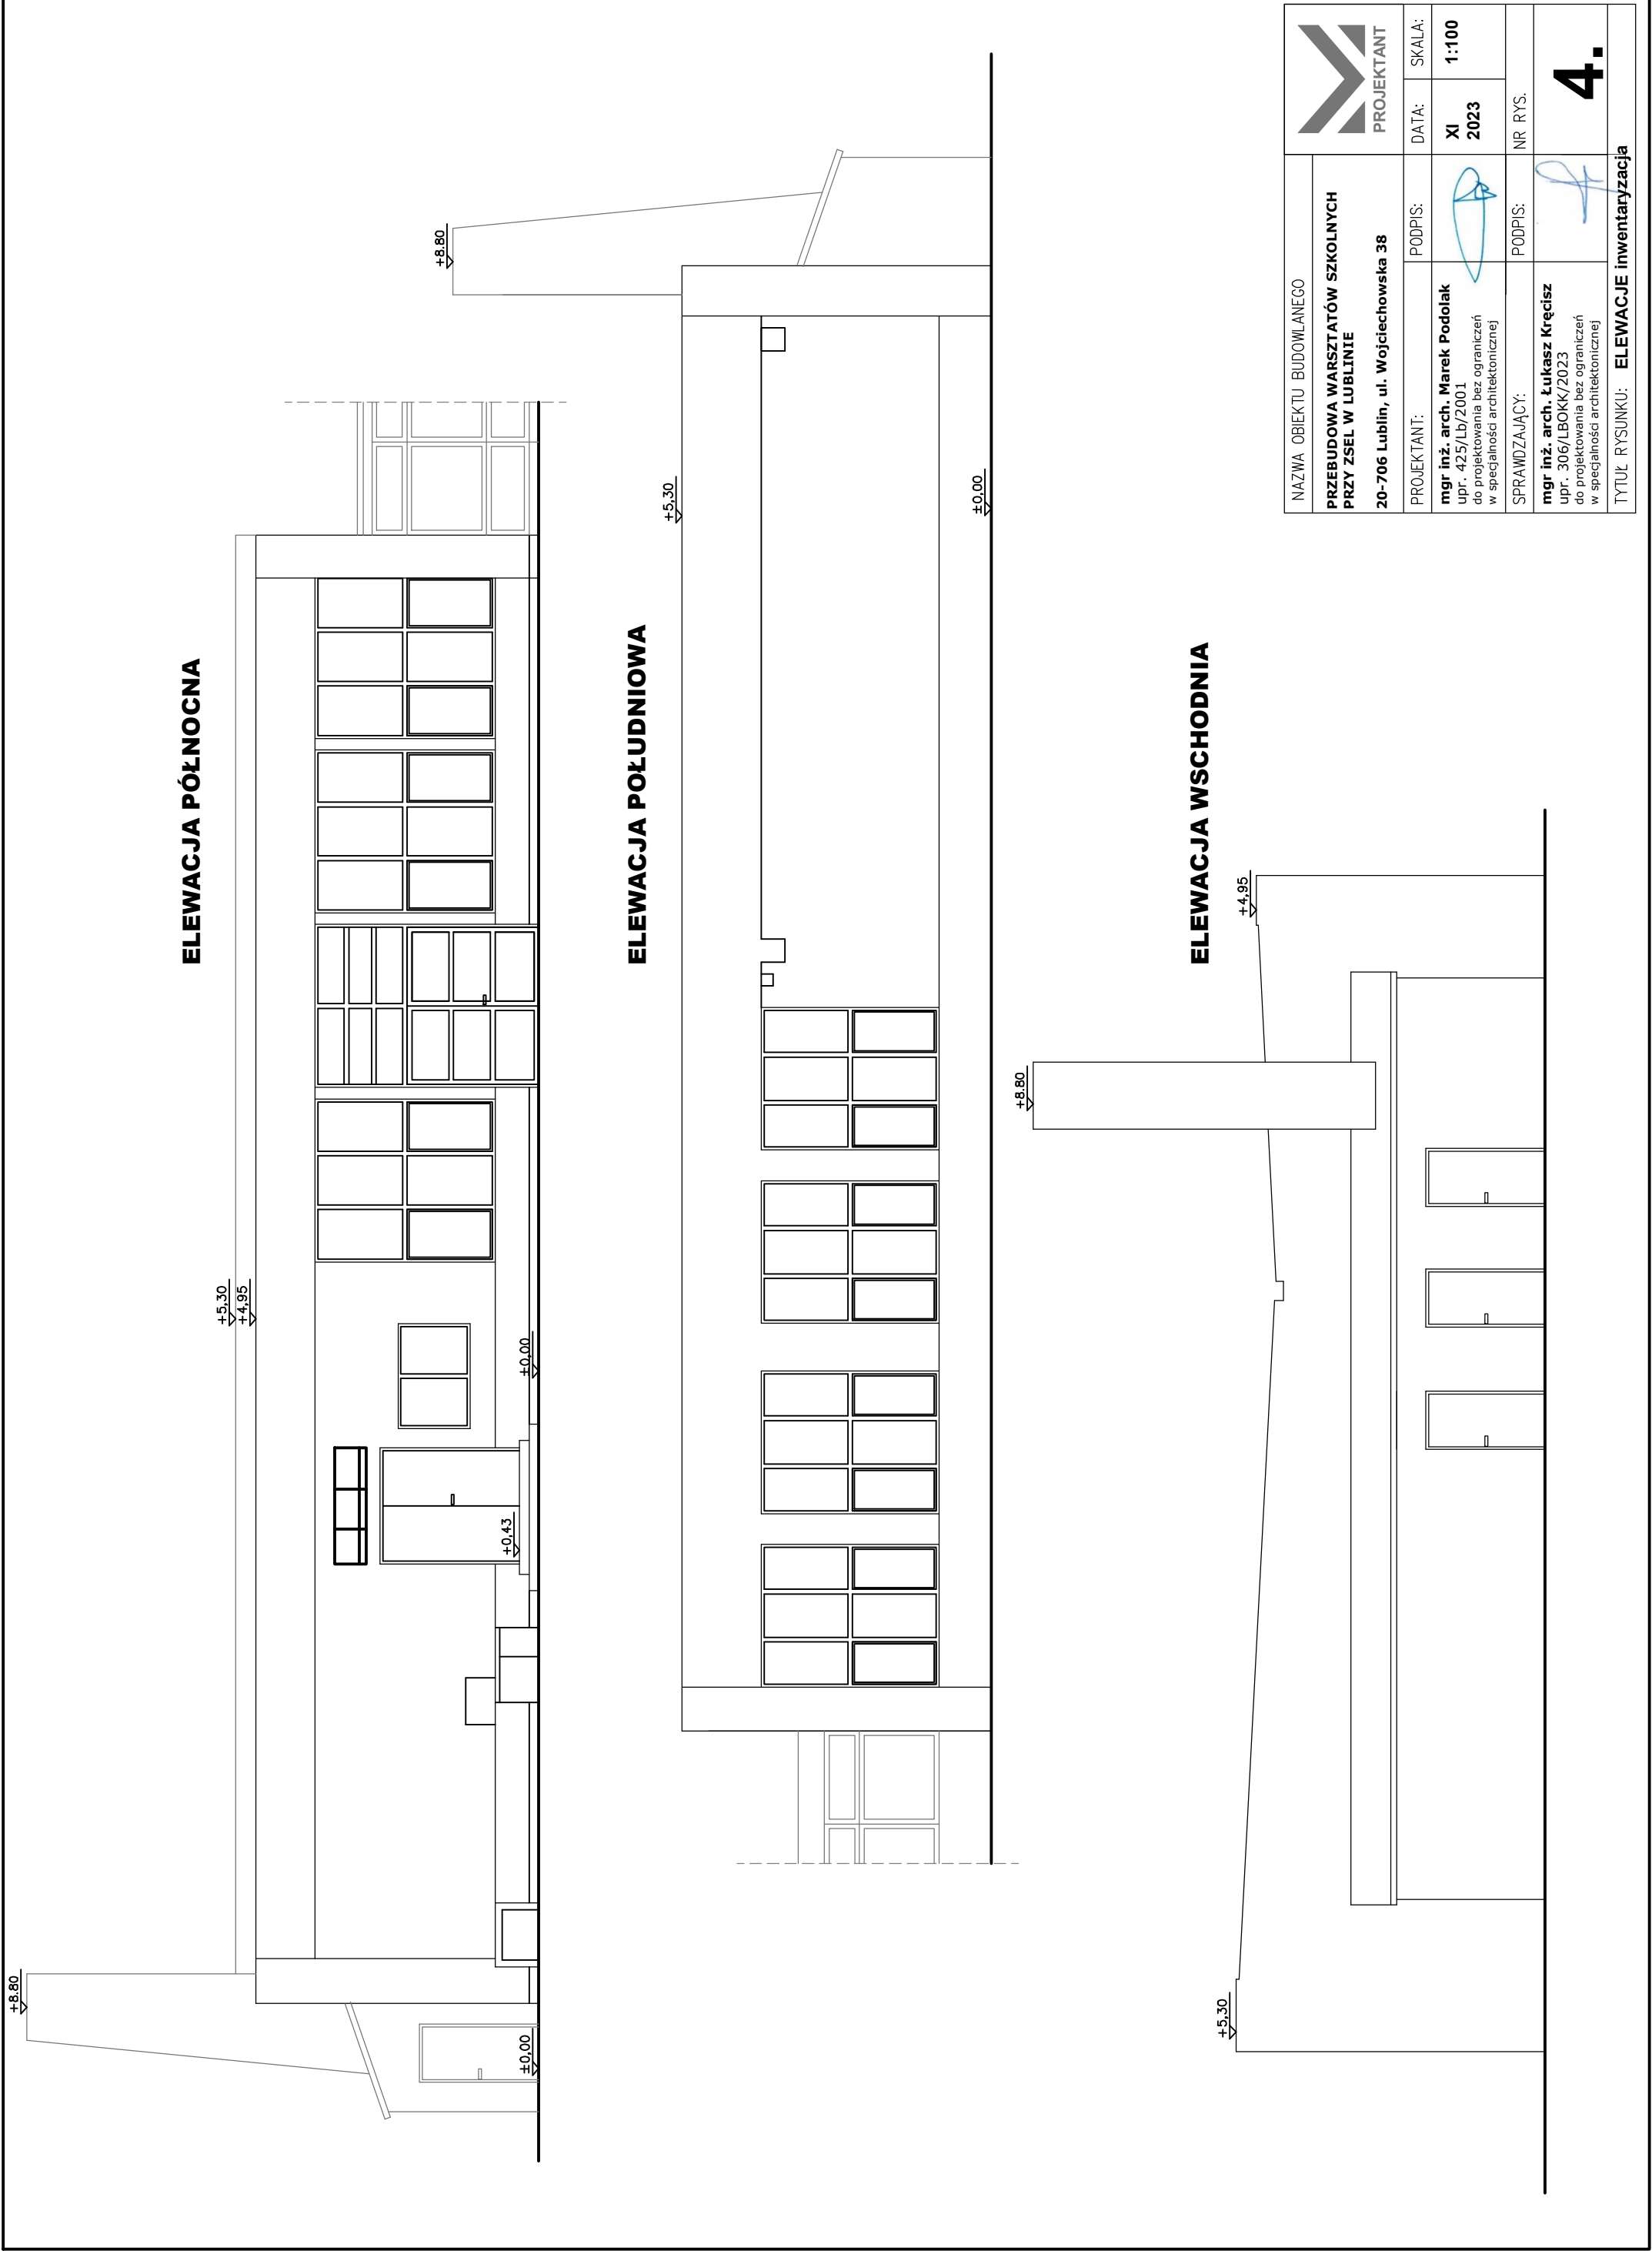 ELEWACJA PÓŁNOCNA
+8.80
+5,30
+4,95
±0,00
+0,43
±0,00
ELEWACJA POŁUDNIOWA
+8.80
+5,30
±0,00
ELEWACJA WSCHODNIA
+5,30
+8.80
+4,95
NAZWA OBIEKTU BUDOWLANEGO
PRZEBUDOWA WARSZTATÓW SZKOLNYCH
PRZY ZSEL W LUBLINIE
20-706 Lublin, ul. Wojciechowska 38
PROJEKTANT
PROJEKTANT:
PODPIS:
DATA:
SKALA:
mgr inż. arch. Marek Podolak
upr. 425/Lb/2001
do projektowania bez ograniczeń
w specjalności architektonicznej
XI
2023
1:100
SPRAWDZAJĄCY:
PODPIS:
NR RYS.
mgr inż. arch. Łukasz Kręcisz
upr. 306/LBOKK/2023
do projektowania bez ograniczeń
w specjalności architektonicznej
4.
TYTUŁ RYSUNKU: ELEWACJE inwentaryzacja